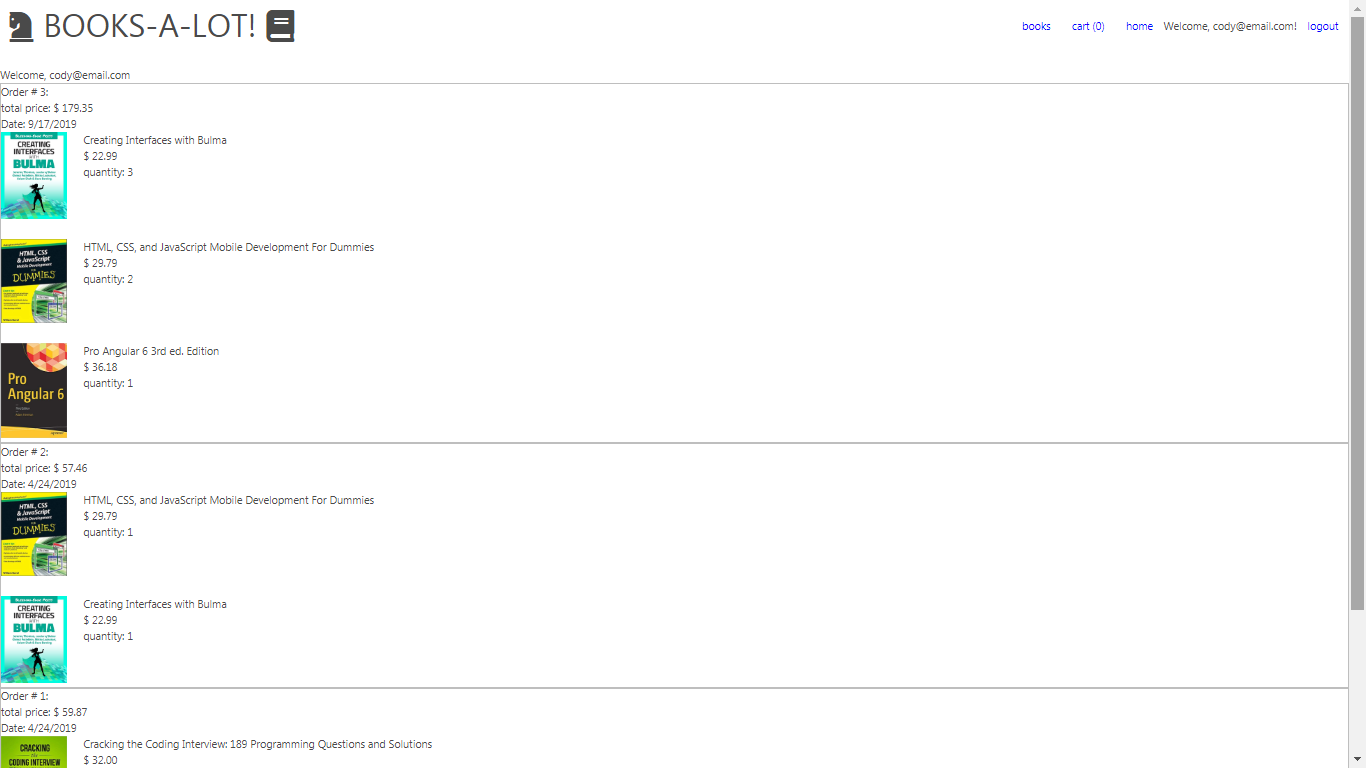 BOOKS-A-LOT!
books cart (0) home Welcome, cody@email.com! logout
Welcome, cody@email.com
Order # 3:
total price: $ 179.35
Date: 9/17/2019
CREATING
INTERFACES
WITH
BULMA
Creating Interfaces with Bulma
$ 22.99
quantity: 3
HTML, CSS
& JavaScript
Mobile Development
FOR
DUMMIES
HTML, CSS, and JavaScript Mobile Development For Dummies
$ 29.79
quantity: 2
Pro
Angular 6
Pro Angular 6 3rd ed. Edition
$ 36.18
quantity: 1
Order # 2:
total price: $ 57.46
Date: 4/24/2019
HTML, CSS
& JavaScript
Mobile Development
FOR
DUMMIES
HTML, CSS, and JavaScript Mobile Development For Dummies
$ 29.79
quantity: 1
CREATING
INTERFACES
WITH
BULMA
Creating Interfaces with Bulma
$ 22.99
quantity: 1
Order # 1:
total price: $ 59.87
Date: 4/24/2019
CRACKING
the
CODING INTERVIEW
Cracking the Coding Interview: 189 Programming Questions and Solutions
$ 32.00